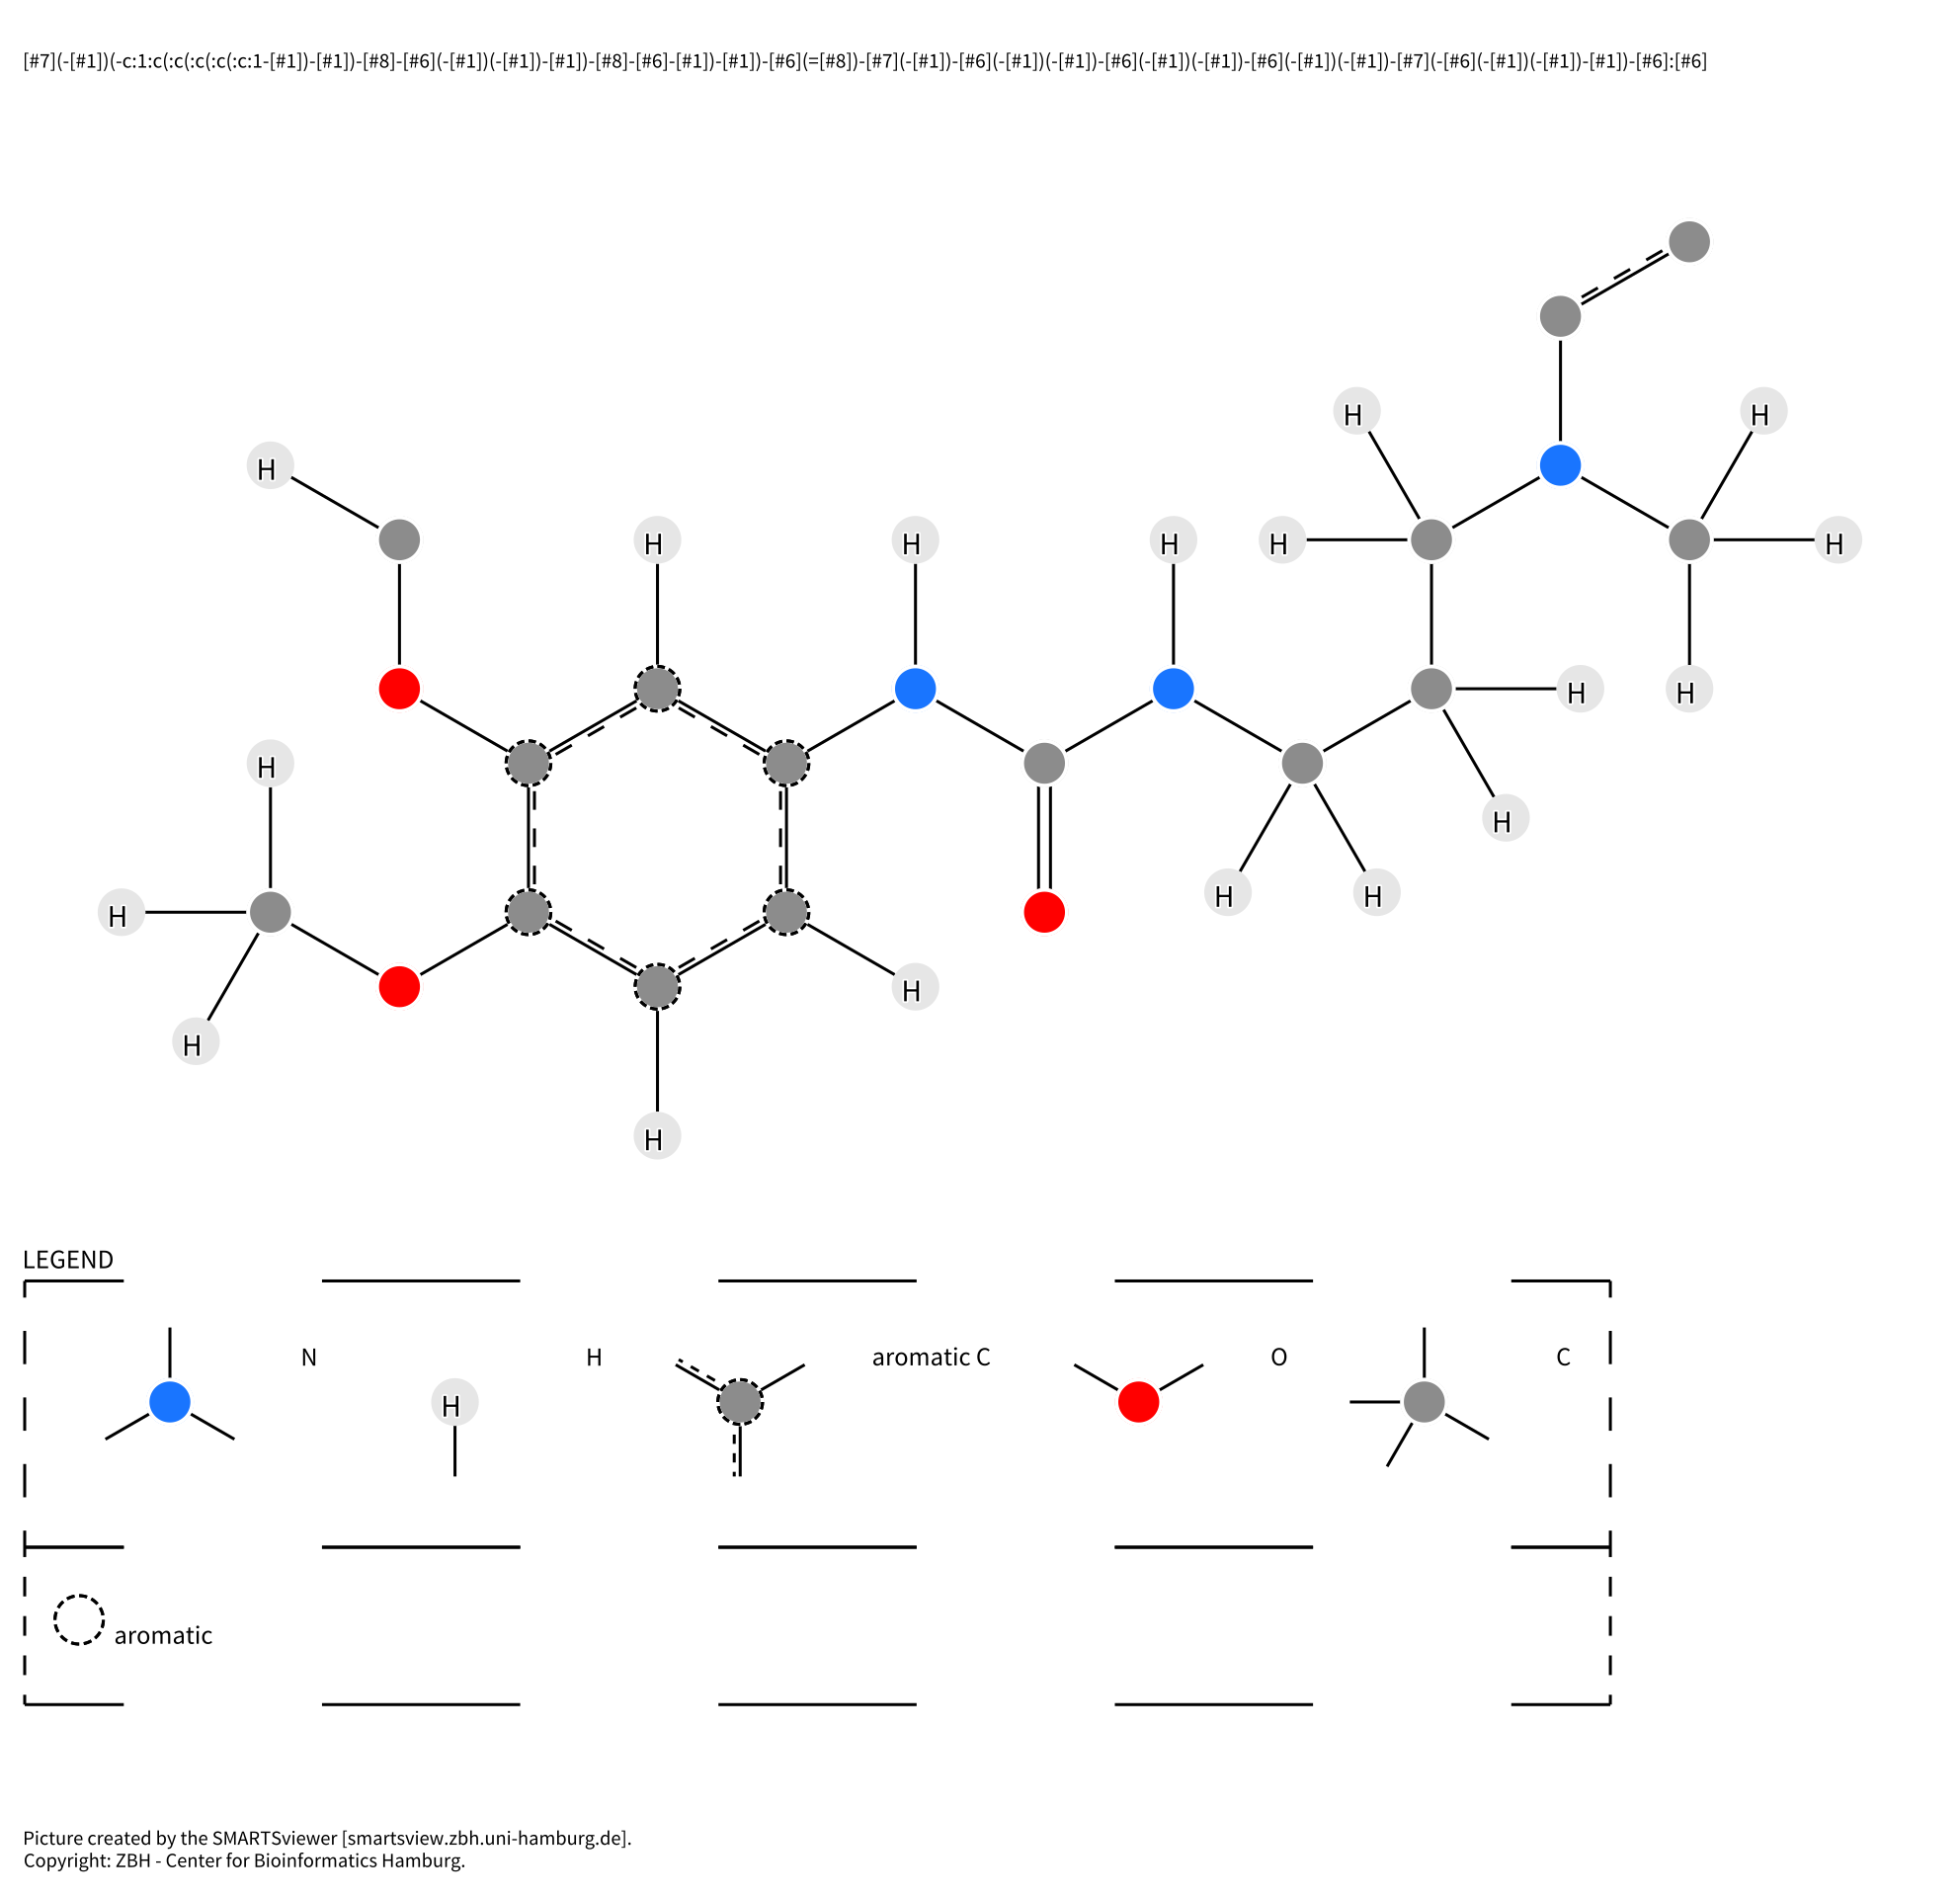 [#7](-[#1])(-c:1:c(:c(:c(:c(:c:1-[#1])-[#1])-[#8]-[#6](-[#1])(-[#1])-[#1])-[#8]-[#6]-[#1])-[#1])-[#6](=[#8])-[#7](-[#1])-[#6](-[#1])(-[#1])-[#6](-[#1])(-[#1])-[#6](-[#1])(-[#1])-[#7](-[#6](-[#1])(-[#1])-[#1])-[#6]:[#6]
H H
H H H H H H
H H H
H
H H H
H
H
H
LEGEND
N H aromatic C O C
H
aromatic
Picture created by the SMARTSviewer [smartsview.zbh.uni-hamburg.de].
Copyright: ZBH - Center for Bioinformatics Hamburg.